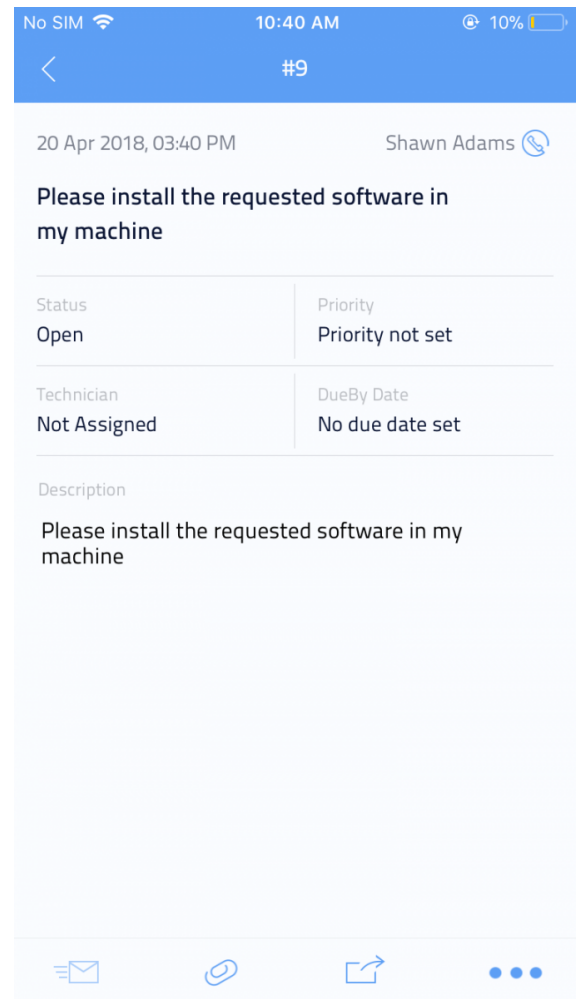 No SIM 10:40 AM 10%
#9
20 Apr 2018, 03:40 PM Shawn Adams
Please install the requested software in
my machine
Status Priority
Open Priority not set
Technician DueBy Date
Not Assigned No due date set
Description
Please install the requested software in my
machine